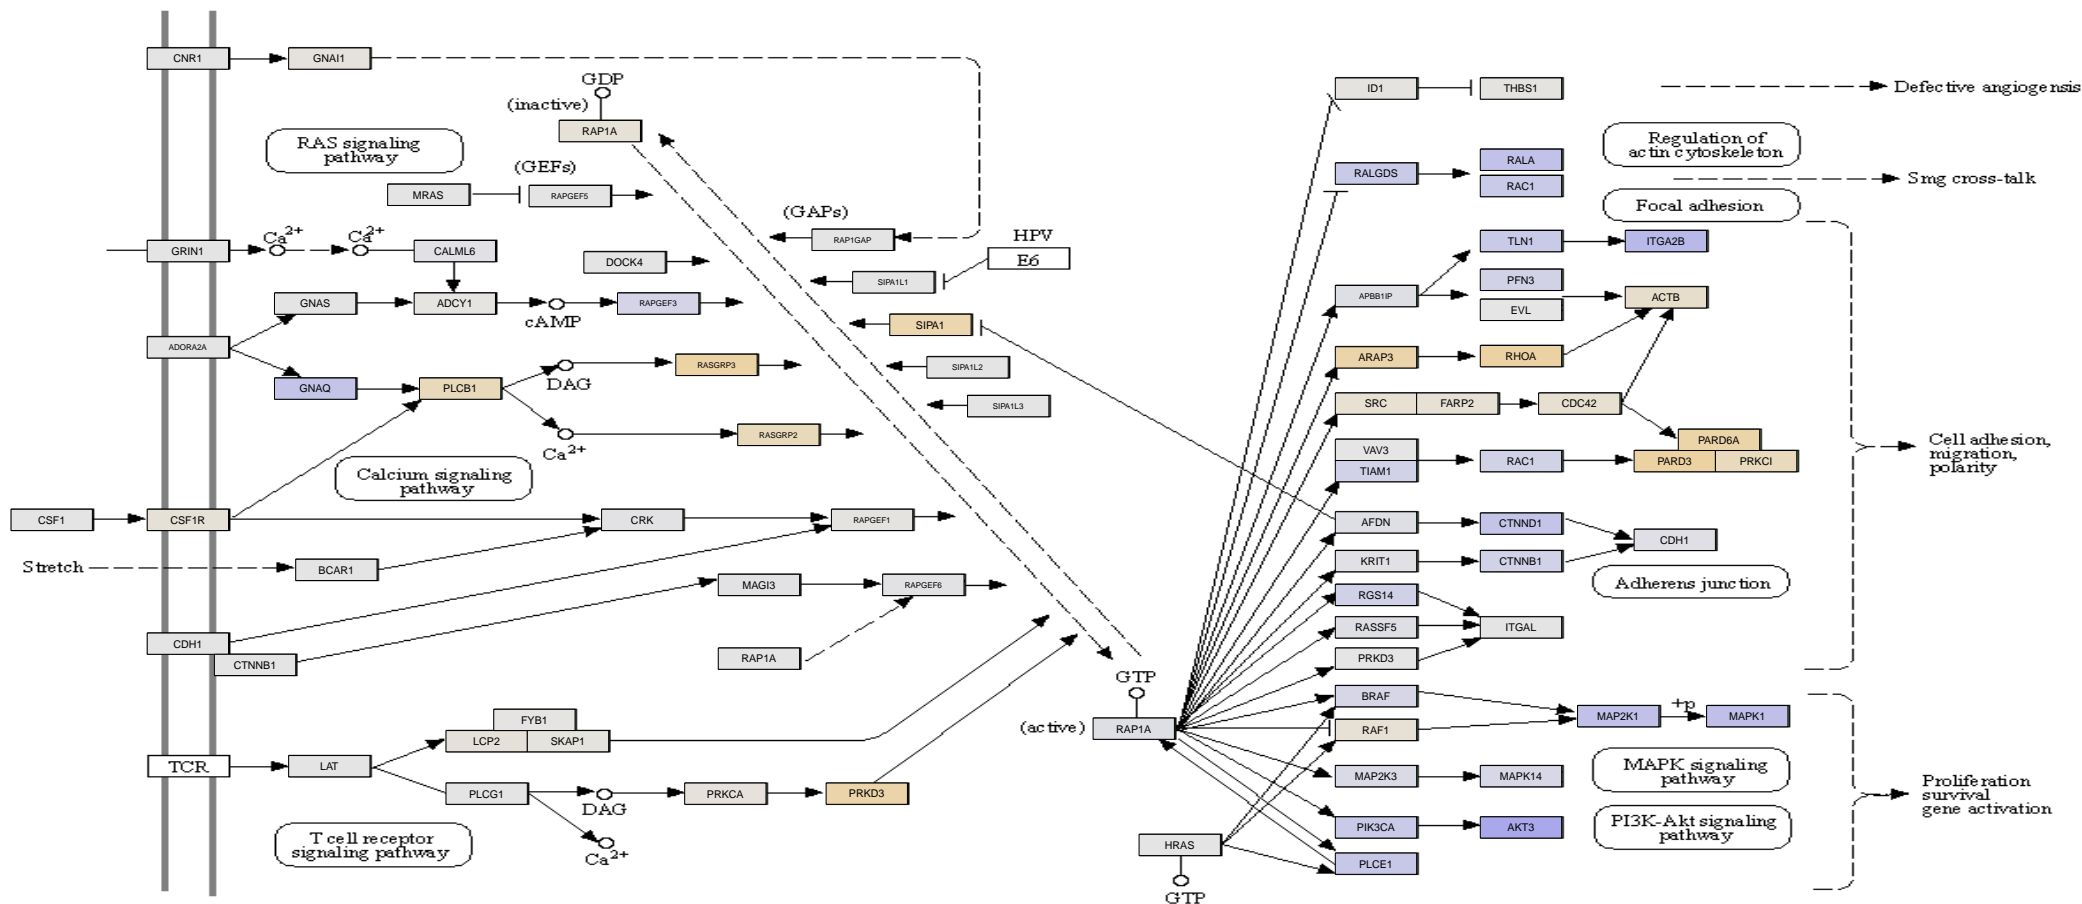 CNR1
GNAI1
GDP
(inactive)
RAP1A
RAS signaling
pathway
(GEFs)
MRAS
RAPGEF5
(GAPs)
RAP1GAP
HPV
E6
GRIN1
Ca2+
Ca2+
CALML6
DOCK4
SIPA1L1
GNAS
ADCY1
cAMP
RAPGEF3
SIPA1
ADORA2A
GNAQ
PLCB1
DAG
RASGRP3
SIPA1L2
SIPA1L3
Ca2+
RASGRP2
Calcium signaling
pathway
CSF1
CSF1R
CRK
RAPGEF1
Stretch
BCAR1
MAGI3
RAPGEF6
CDH1
CTNNB1
RAP1A
FYB1
LCP2
SKAP1
TCR
LAT
PLCG1
DAG
PRKCA
PRKD3
Ca2+
T cell receptor
signaling pathway
GTP
(active)
RAP1A
HRAS
GTP
ID1
THBS1
Defective angiogensis
Regulation of
actin cytoskeleton
RALGDS
RALA
RAC1
Smg cross-talk
Focal adhesion
TLN1
ITGA2B
APBB1IP
PFN3
EVL
ACTB
ARAP3
RHOA
SRC
FARP2
CDC42
PARD6A
PARD3
PRKCI
VAV3
TIAM1
RAC1
Cell adhesion,
migration,
polarity
AFDN
CTNND1
CDH1
KRIT1
CTNNB1
Adherens junction
RGS14
RASSF5
ITGAL
PRKD3
BRAF
RAF1
MAP2K1
+p
MAPK1
MAP2K3
MAPK14
MAPK signaling
pathway
PIK3CA
AKT3
PI3K-Akt signaling
pathway
PLCE1
Proliferation
survival
gene activation